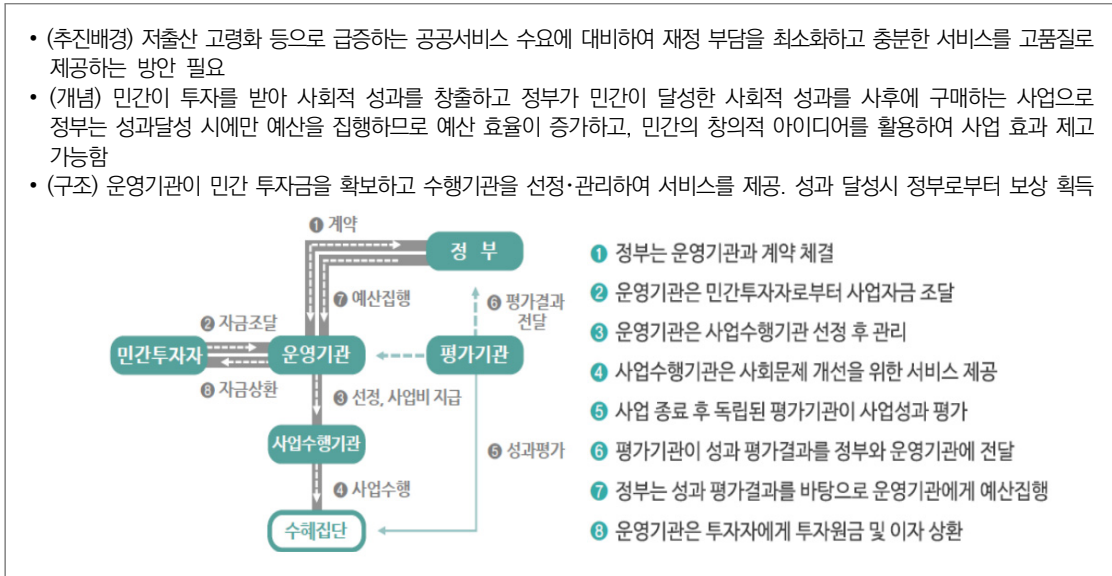 • (추진배경) 저출산 고령화 등으로 급증하는 공공서비스 수요에 대비하여 재정 부담을 최소화하고 충분한 서비스를 고품질로
제공하는 방안 필요
• (개념) 민간이 투자를 받아 사회적 성과를 창출하고 정부가 민간이 달성한 사회적 성과를 사후에 구매하는 사업으로
정부는 성과달성 시에만 예산을 집행하므로 예산 효율이 증가하고, 민간의 창의적 아이디어를 활용하여 사업 효과 제고
가능함
• (구조) 운영기관이 민간 투자금을 확보하고 수행기관을 선정·관리하여 서비스를 제공. 성과 달성시 정부로부터 보상 획득
❶ 계약
정 부
❼ 예산집행
❻ 평가결과
전달
❷ 자금조달
민간투자자
운영기관
평가기관
❽ 자금상환
❸ 선정, 사업비 지급
사업수행기관
❺ 성과평가
❹ 사업수행
수혜집단
❶ 정부는 운영기관과 계약 체결
❷ 운영기관은 민간투자자로부터 사업자금 조달
❸ 운영기관은 사업수행기관 선정 후 관리
❹ 사업수행기관은 사회문제 개선을 위한 서비스 제공
❺ 사업 종료 후 독립된 평가기관이 사업성과 평가
❻ 평가기관이 성과 평가결과를 정부와 운영기관에 전달
❼ 정부는 성과 평가결과를 바탕으로 운영기관에게 예산집행
❽ 운영기관은 투자자에게 투자원금 및 이자 상환